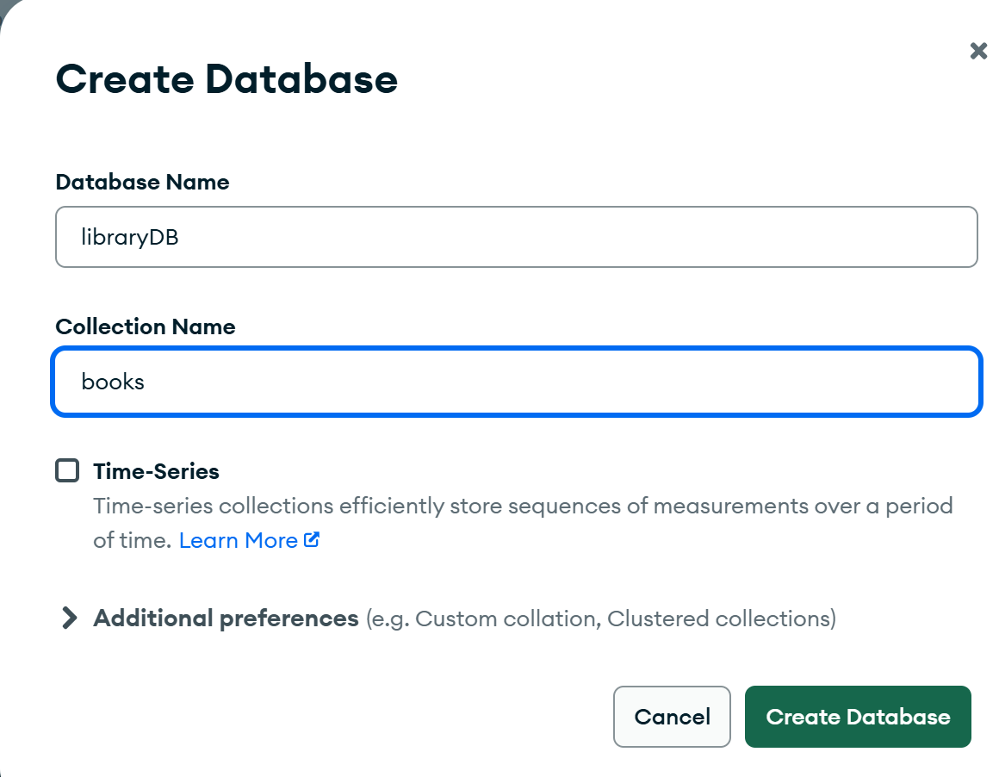 Create Database
Database Name
libraryDB
Collection Name
books
Time-Series
Time-series collections efficiently store sequences of measurements over a period
of time. Learn More
Additional preferences (e.g. Custom collation, Clustered collections)
Cancel Create Database